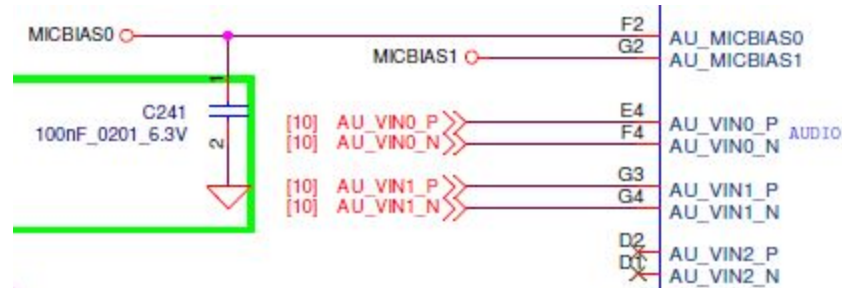 MICBIAS0 F2 AU_MICBIAS0
MICBIAS1 G2 AU_MICBIAS1
1
C241
100nF_0201_6.3V
2
[10] AU_VIN0_P E4 AU_VIN0_P
[10] AU_VIN0_N F4 AU_VIN0_N
AUDIO
[10] AU_VIN1_P G3 AU_VIN1_P
[10] AU_VIN1_N G4 AU_VIN1_N
D2 AU_VIN2_P
D1 AU_VIN2_N